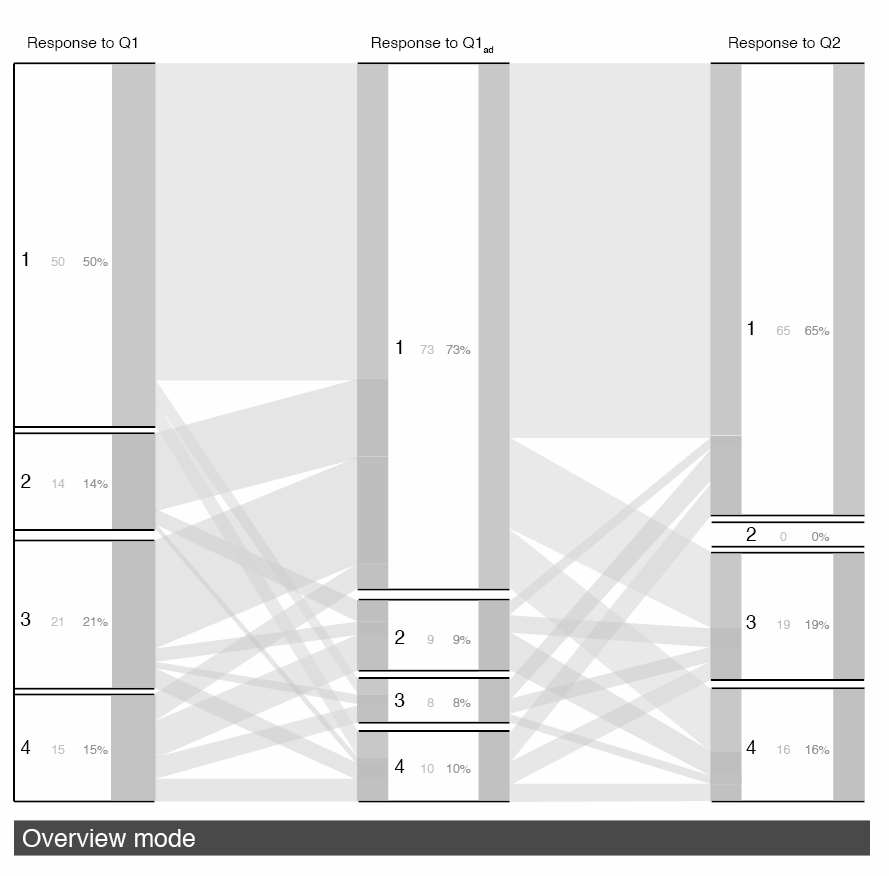 Response to Q1
Response to Q1ad
Response to Q2
1 50 50%
2 14 14%
3 21 21%
4 15 15%
1 73 73%
2 9 9%
3 8 8%
4 10 10%
1 65 65%
2 0 0%
3 19 19%
4 16 16%
Overview mode